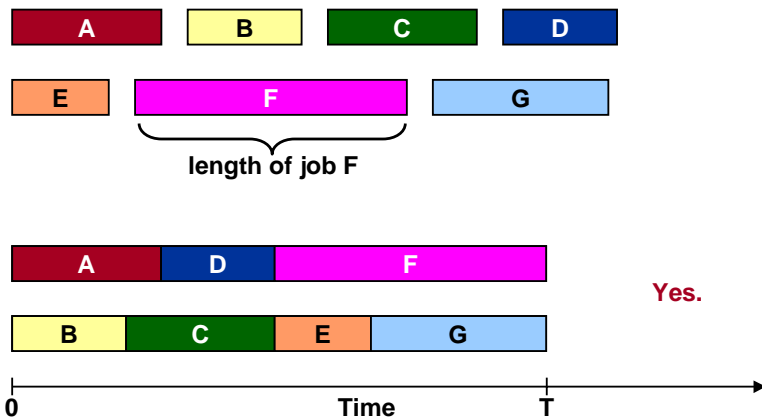 A B C D
E F G
length of job F
A D F
Yes.
B C E G
0 Time T